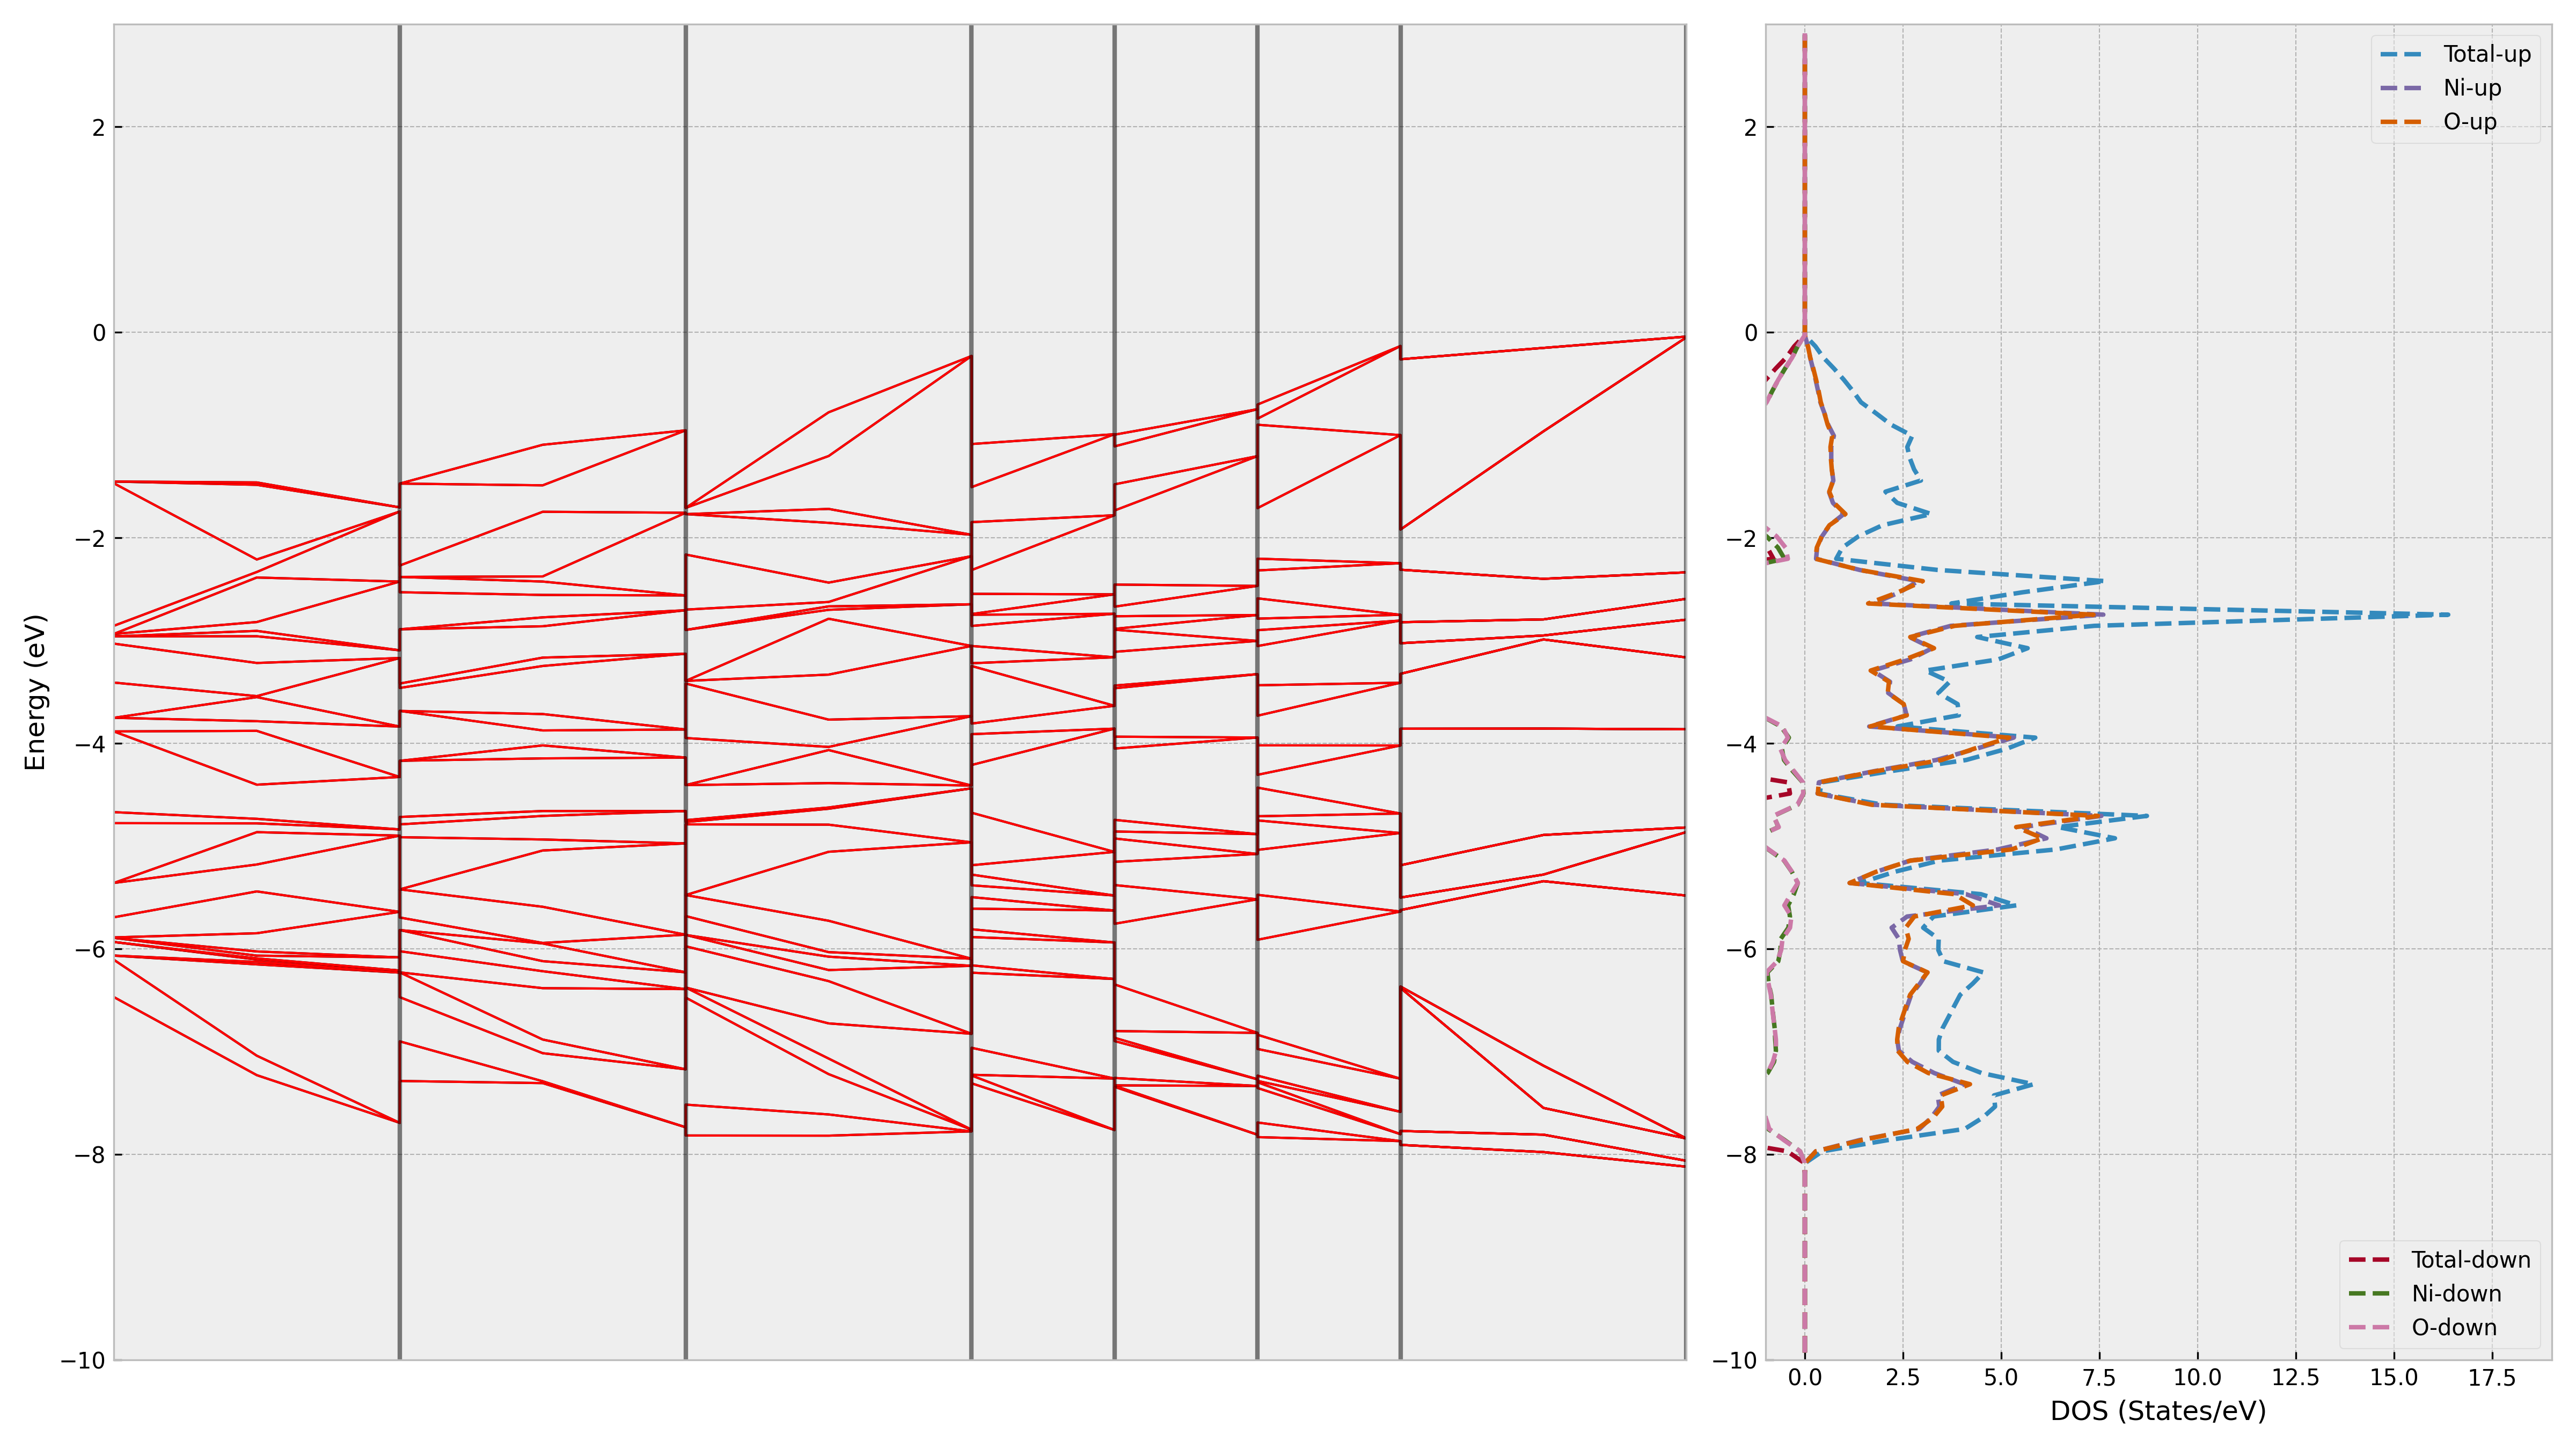 Energy (eV)
2
0
−2
−4
−6
−8
−10
2
0
−2
−4
−6
−8
−10
Total-up
Ni-up
O-up
Total-down
Ni-down
O-down
0.0 2.5 5.0 7.5 10.0 12.5 15.0 17.5
DOS (States/eV)